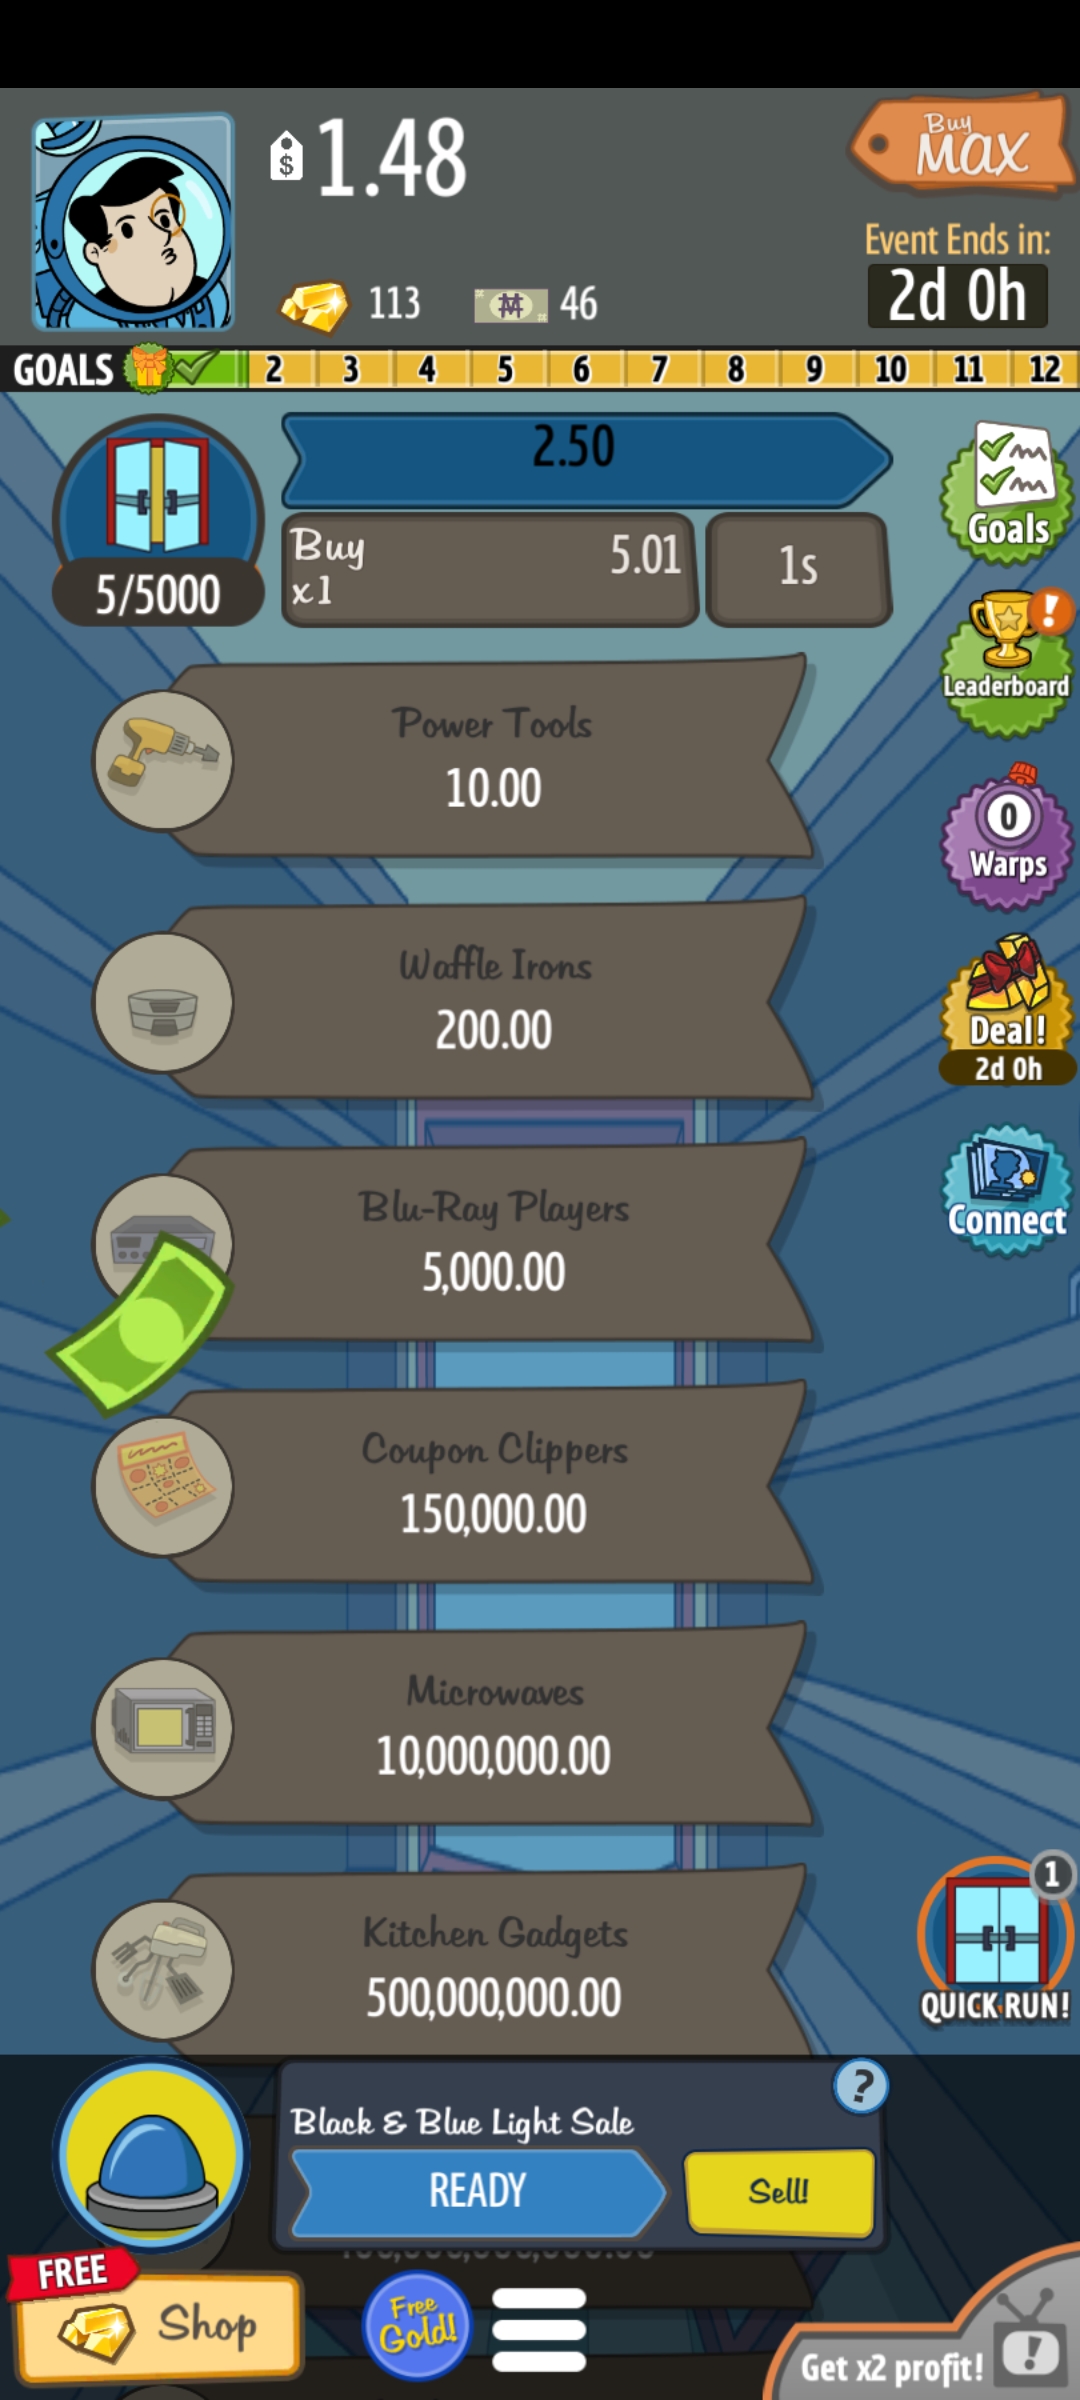 $ 1.48
Buy
MAX
Event Ends in:
2d 0h
113
46
GOALS 2 3 4 5 6 7 8 9 10 11 12
2.50
Buy
x1
5.01
1s
5/5000
Goals
!
Leaderboard
Power Tools
10.00
0
Warps
Waffle Irons
200.00
Deal!
2d 0h
Blu-Ray Players
5,000.00
Connect
Coupon Clippers
150,000.00
Microwaves
10,000,000.00
Kitchen Gadgets
500,000,000.00
1
QUICK RUN!
?
Black & Blue Light Sale
READY
Sell!
FREE
Shop
Free
Gold!
Get x2 profit!
!